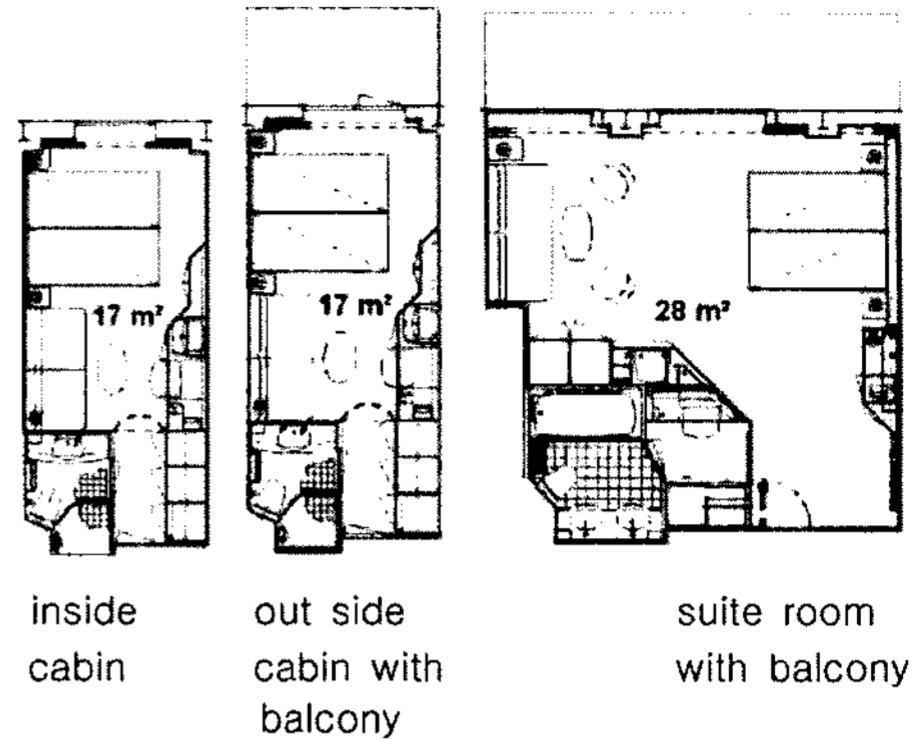 17 m²
17 m²
28 m²
inside
cabin
out side
cabin with
balcony
suite room
with balcony